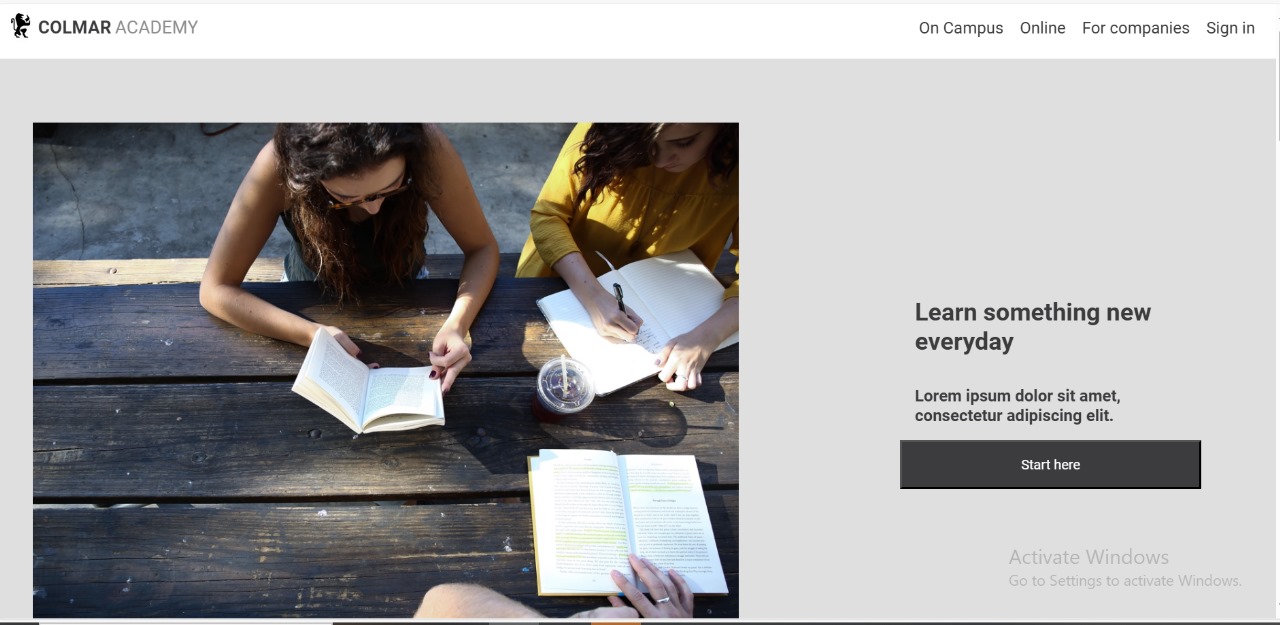 COLMAR ACADEMY
On Campus Online For companies Sign in
Learn something new
everyday
Lorem ipsum dolor sit amet,
consectetur adipiscing elit.
Start here
Activate Windows
Go to Settings to activate Windows.